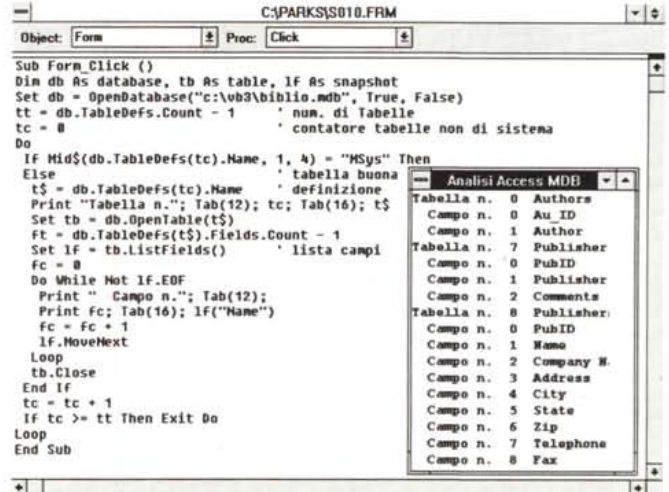 C:\PARKS\S010.FRM
Object: Form Proc: Click
Sub Form_Click ()
Dim db As database, tb As table, lf As snapshot
Set db = OpenDatabase("c:\vb3\biblio.mdb", True, False)
tt = db.TableDefs.Count - 1 ' num. di Tabelle
tc = 0 ' contatore tabelle non di sistema
Do
If Mid$(db.TableDefs(tc).Name, 1, 4) = "MSys" Then
Else ' tabella buona
t$ = db.TableDefs(tc).Name ' definizione
Print "Tabella n."; Tab(12); tc; Tab(16); t$
Set tb = db.OpenTable(t$)
ft = db.TableDefs(t$).Fields.Count - 1
Set lf = tb.ListFields() ' lista campi
fc = 0
Do While Not lf.EOF
Print " Campo n."; Tab(12);
Print fc; Tab(16); lf("Name")
fc = fc + 1
lf.MoveNext
Loop
tb.Close
End If
tc = tc + 1
If tc >= tt Then Exit Do
Loop
End Sub
Analisi Access MDB
Tabella n. 0 Authors
Campo n. 0 Au_ID
Campo n. 1 Author
Tabella n. 7 Publisher
Campo n. 0 PubID
Campo n. 1 Publisher
Campo n. 2 Comments
Tabella n. 8 Publisher
Campo n. 0 PubID
Campo n. 1 Name
Campo n. 2 Company N
Campo n. 3 Address
Campo n. 4 City
Campo n. 5 State
Campo n. 6 Zip
Campo n. 7 Telephone
Campo n. 8 Fax